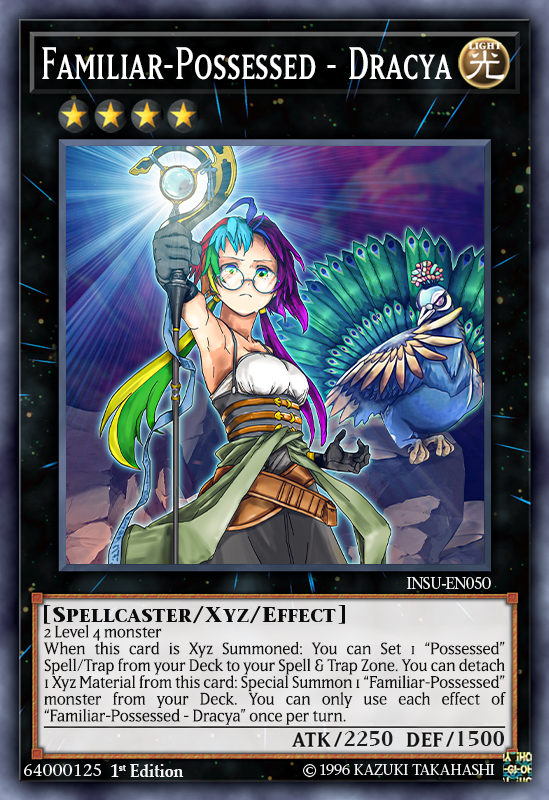 FAMILIAR-POSSESSED - DRACYA
LIGHT
光
INSU-EN050
[SPELLCASTER/XYZ/EFFECT]
2 Level 4 monster
When this card is Xyz Summoned: You can Set 1 “Possessed”
Spell/Trap from your Deck to your Spell & Trap Zone. You can detach
1 Xyz Material from this card: Special Summon 1 “Familiar-Possessed”
monster from your Deck. You can only use each effect of
“Familiar-Possessed - Dracya” once per turn.
ATK/2250 DEF/1500
64000125 1st Edition © 1996 KAZUKI TAKAHASHI